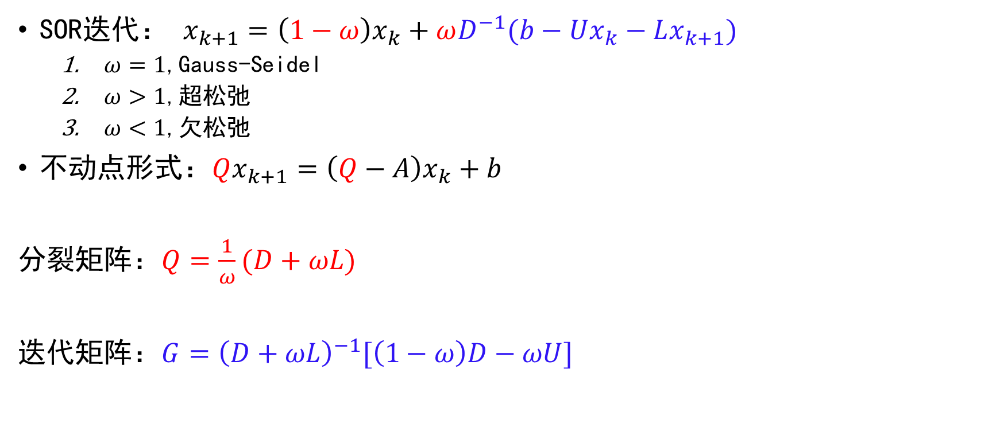 • SOR迭代： $x_{k+1} = (1 - \omega)x_k + \omega D^{-1}(b - Ux_k - Lx_{k+1})$
1. $\omega = 1$, Gauss-Seidel
2. $\omega > 1$, 超松弛
3. $\omega < 1$, 欠松弛
• 不动点形式：$Qx_{k+1} = (Q - A)x_k + b$
分裂矩阵：$Q = \frac{1}{\omega}(D + \omega L)$
迭代矩阵：$G = (D + \omega L)^{-1}[(1 - \omega)D - \omega U]$